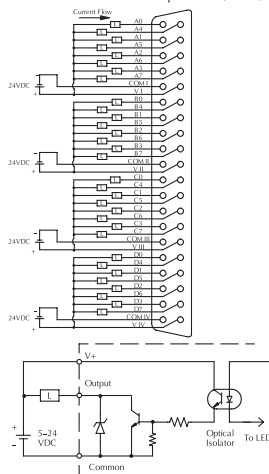 Current Flow
L A0
L A4
L A1
L A5
L A2
L A6
L A3
L A7
24VDC - + COM I
V I
L B0
L B4
L B1
L B5
L B2
L B6
L B3
L B7
24VDC - + COM II
V II
L C0
L C4
L C1
L C5
L C2
L C6
L C3
L C7
24VDC - + COM III
V III
L D0
L D4
L D1
L D5
L D2
L D6
L D3
L D7
24VDC - + COM IV
V IV
V+
Output
L
+
5–24
VDC
-
Optical
Isolator
To LED
Common